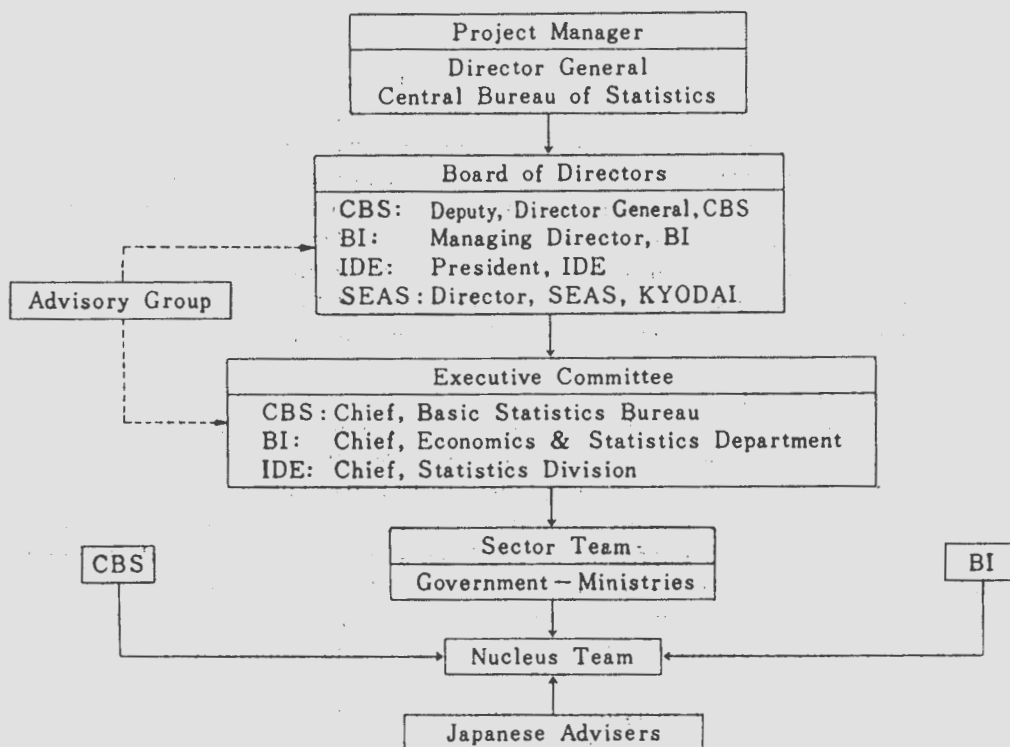 Project Manager
Director General
Central Bureau of Statistics
Board of Directors
CBS: Deputy, Director General, CBS
BI: Managing Director, BI
IDE: President, IDE
SEAS: Director, SEAS, KYODAI
Advisory Group
Executive Committee
CBS: Chief, Basic Statistics Bureau
BI: Chief, Economics & Statistics Department
IDE: Chief, Statistics Division
Sector Team
Government-Ministries
CBS
BI
Nucleus Team
Japanese Advisers